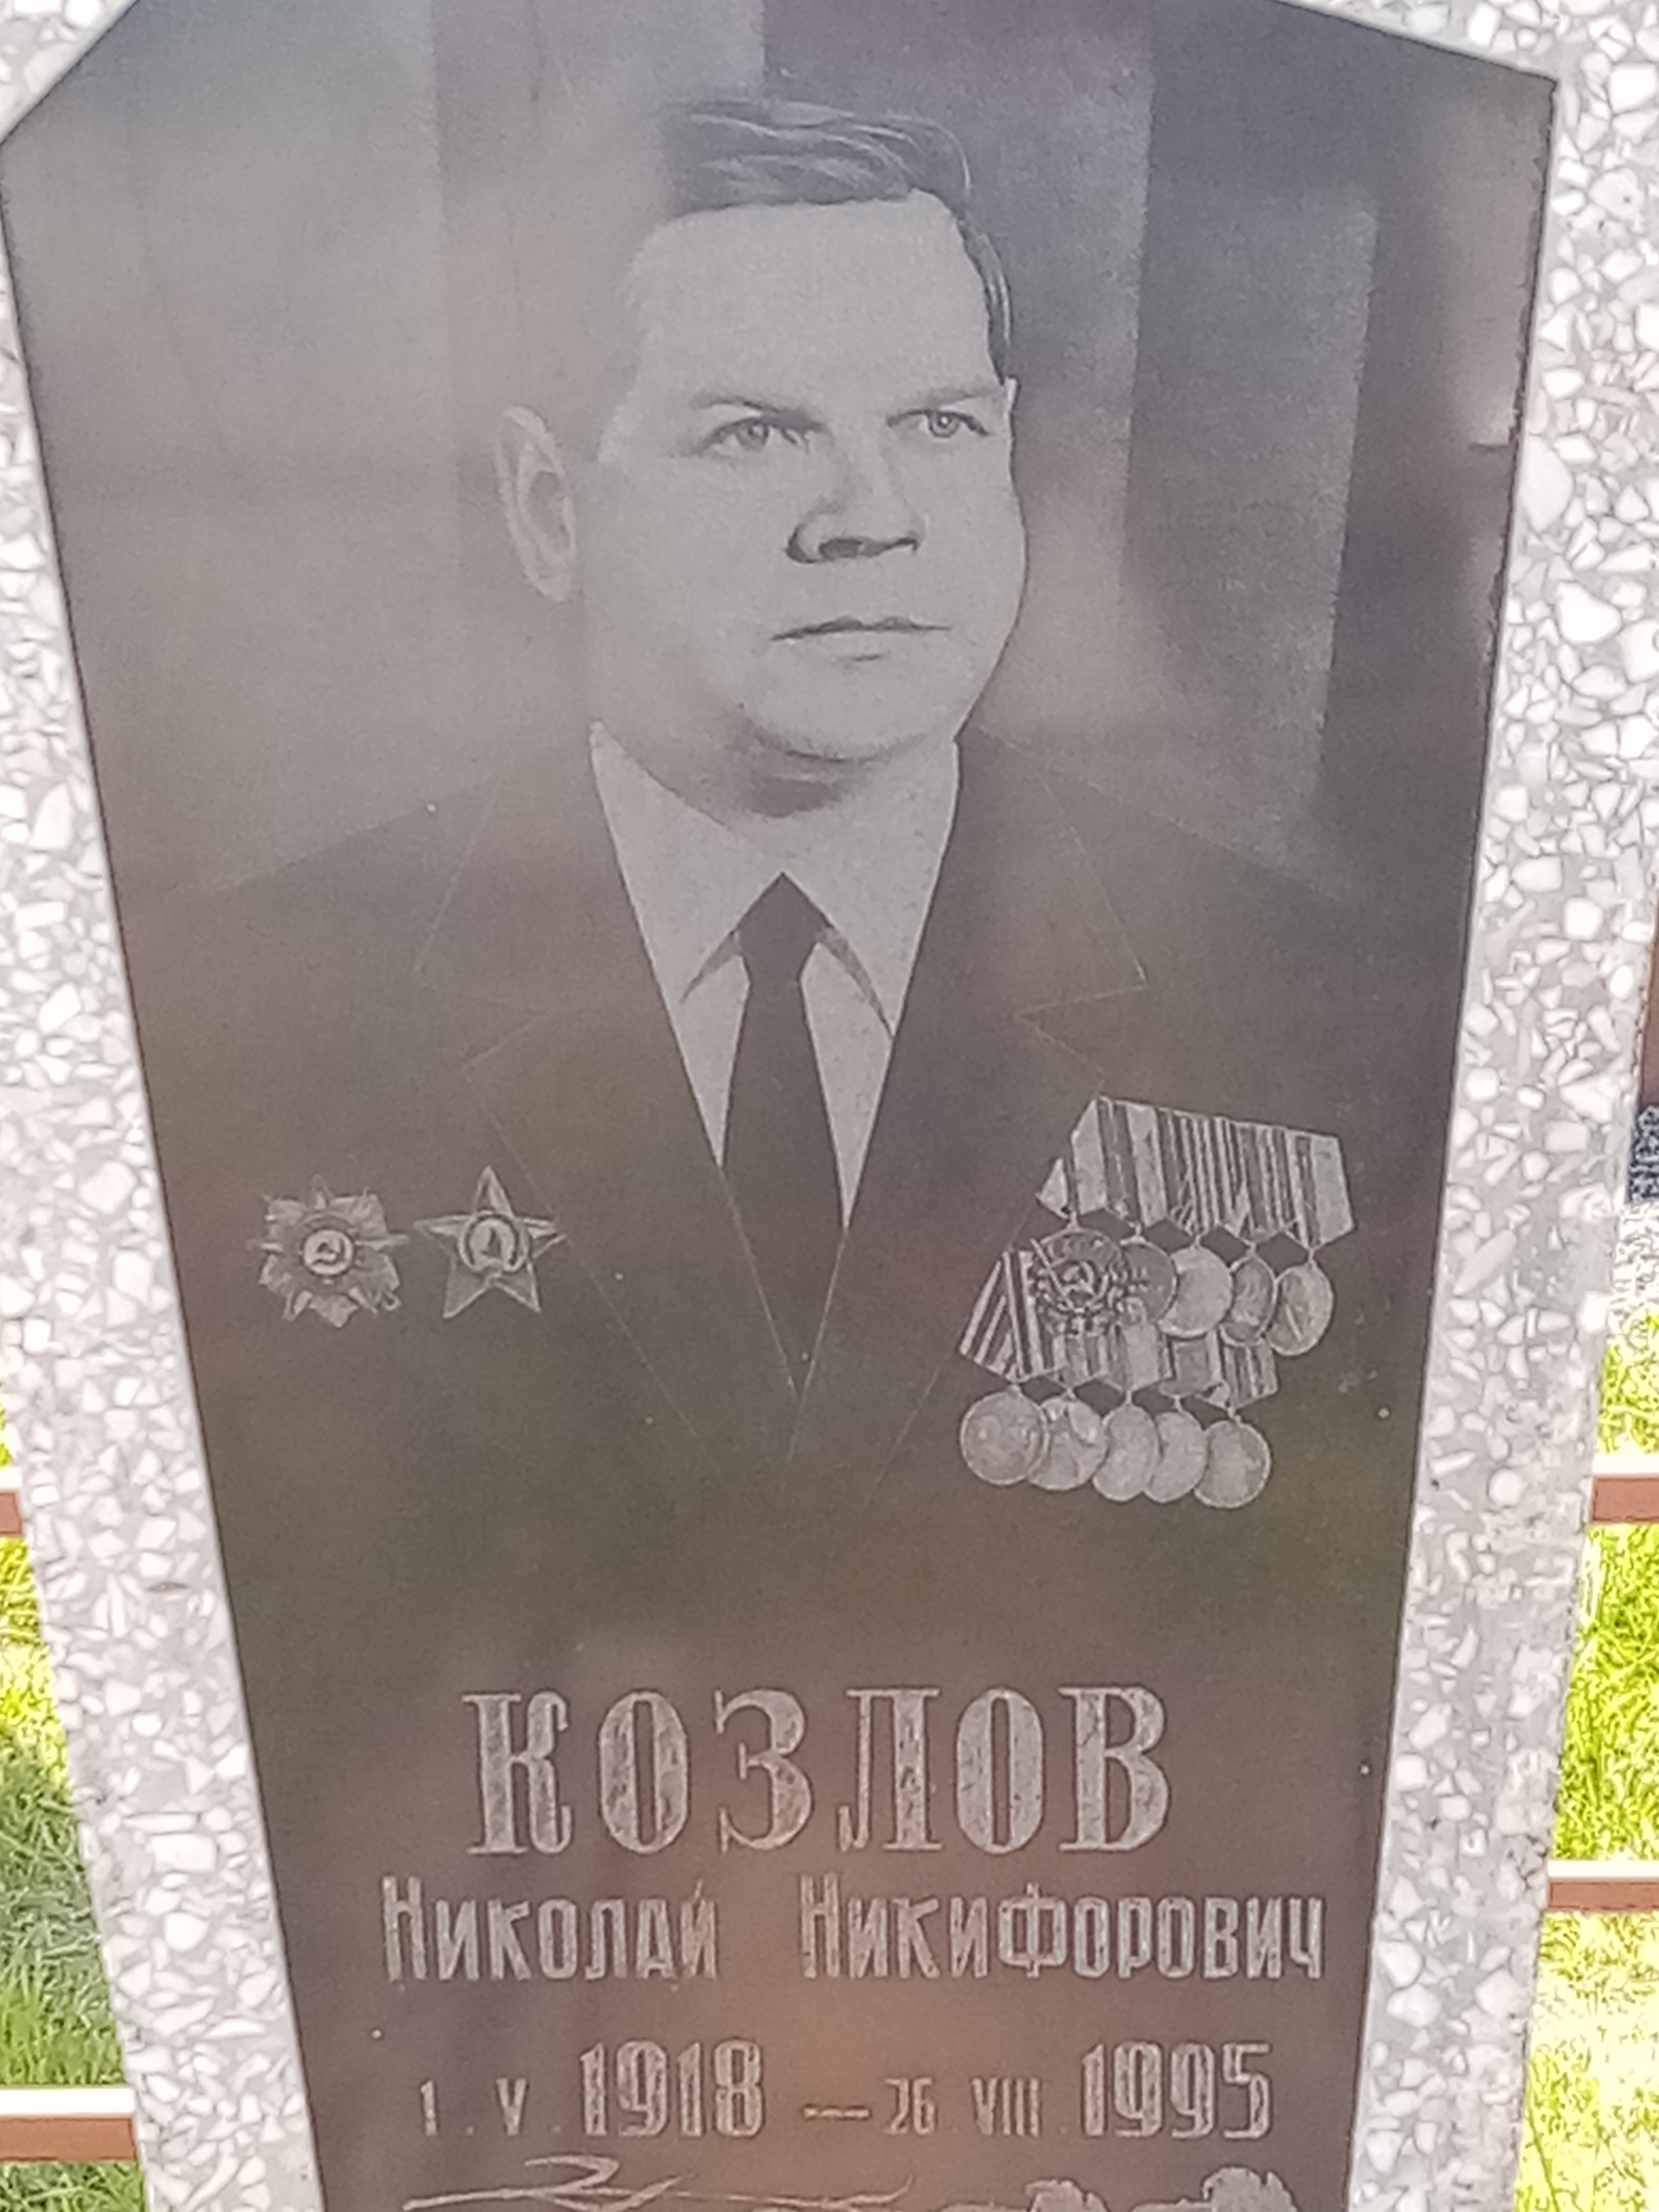 КОЗЛОВ
Николай Никифорович
1.V.1918 — 26.VIII.1995